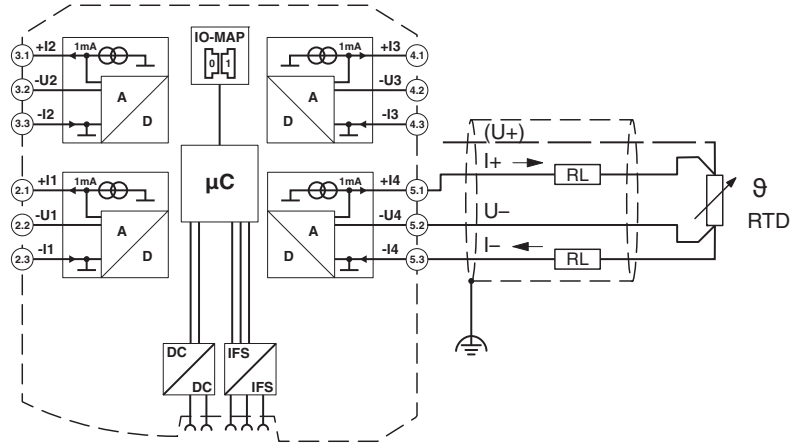 IO-MAP
0 1
3.1 +I2 1mA
3.2 -U2
A
D
3.3 -I2
1mA +I3 4.1
-U3 4.2
A
D
-I3 4.3
µC
2.1 +I1 1mA
2.2 -U1
A
D
2.3 -I1
1mA +I4 5.1
-U4 5.2
A
D
-I4 5.3
(U+)
I+ RL
U–
I– RL
ϑ
RTD
DC
DC
IFS
IFS